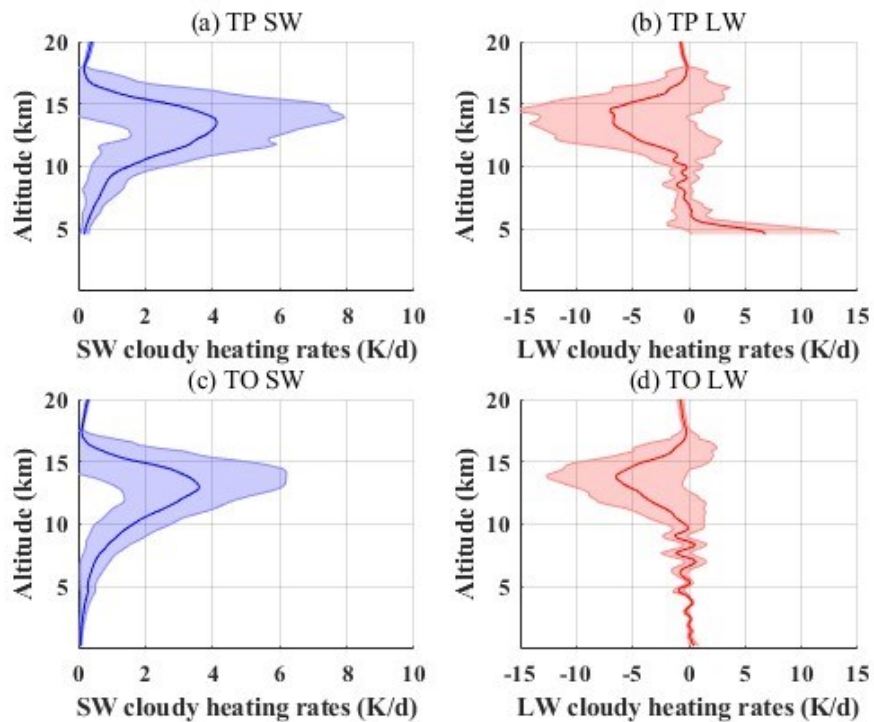 (a) TP SW
(b) TP LW
20
15
10
5
Altitude (km)
0 2 4 6 8 10
SW cloudy heating rates (K/d)
20
15
10
5
Altitude (km)
-15 -10 -5 0 5 10 15
LW cloudy heating rates (K/d)
(c) TO SW
(d) TO LW
20
15
10
5
Altitude (km)
0 2 4 6 8 10
SW cloudy heating rates (K/d)
20
15
10
5
Altitude (km)
-15 -10 -5 0 5 10 15
LW cloudy heating rates (K/d)